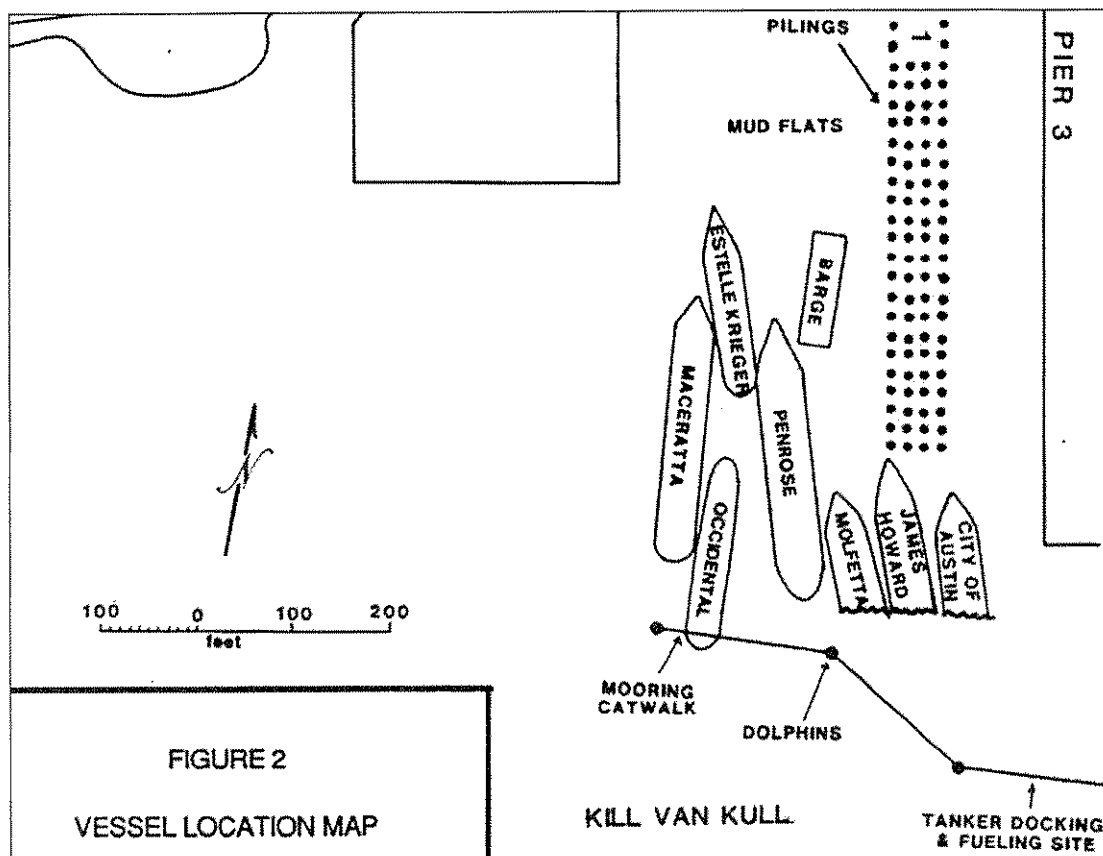 PILINGS
1
PIER 3
MUD FLATS
ESTELLE KRIEGER
BARGE
MACERATTA
PENROSE
OCCIDENTAL
MOLFETTA
JAMES
HOWARD
CITY OF
AUSTIN
N
100 0 100 200
feet
MOORING
CATWALK
DOLPHINS
FIGURE 2
VESSEL LOCATION MAP
KILL VAN KULL
TANKER DOCKING
& FUELING SITE